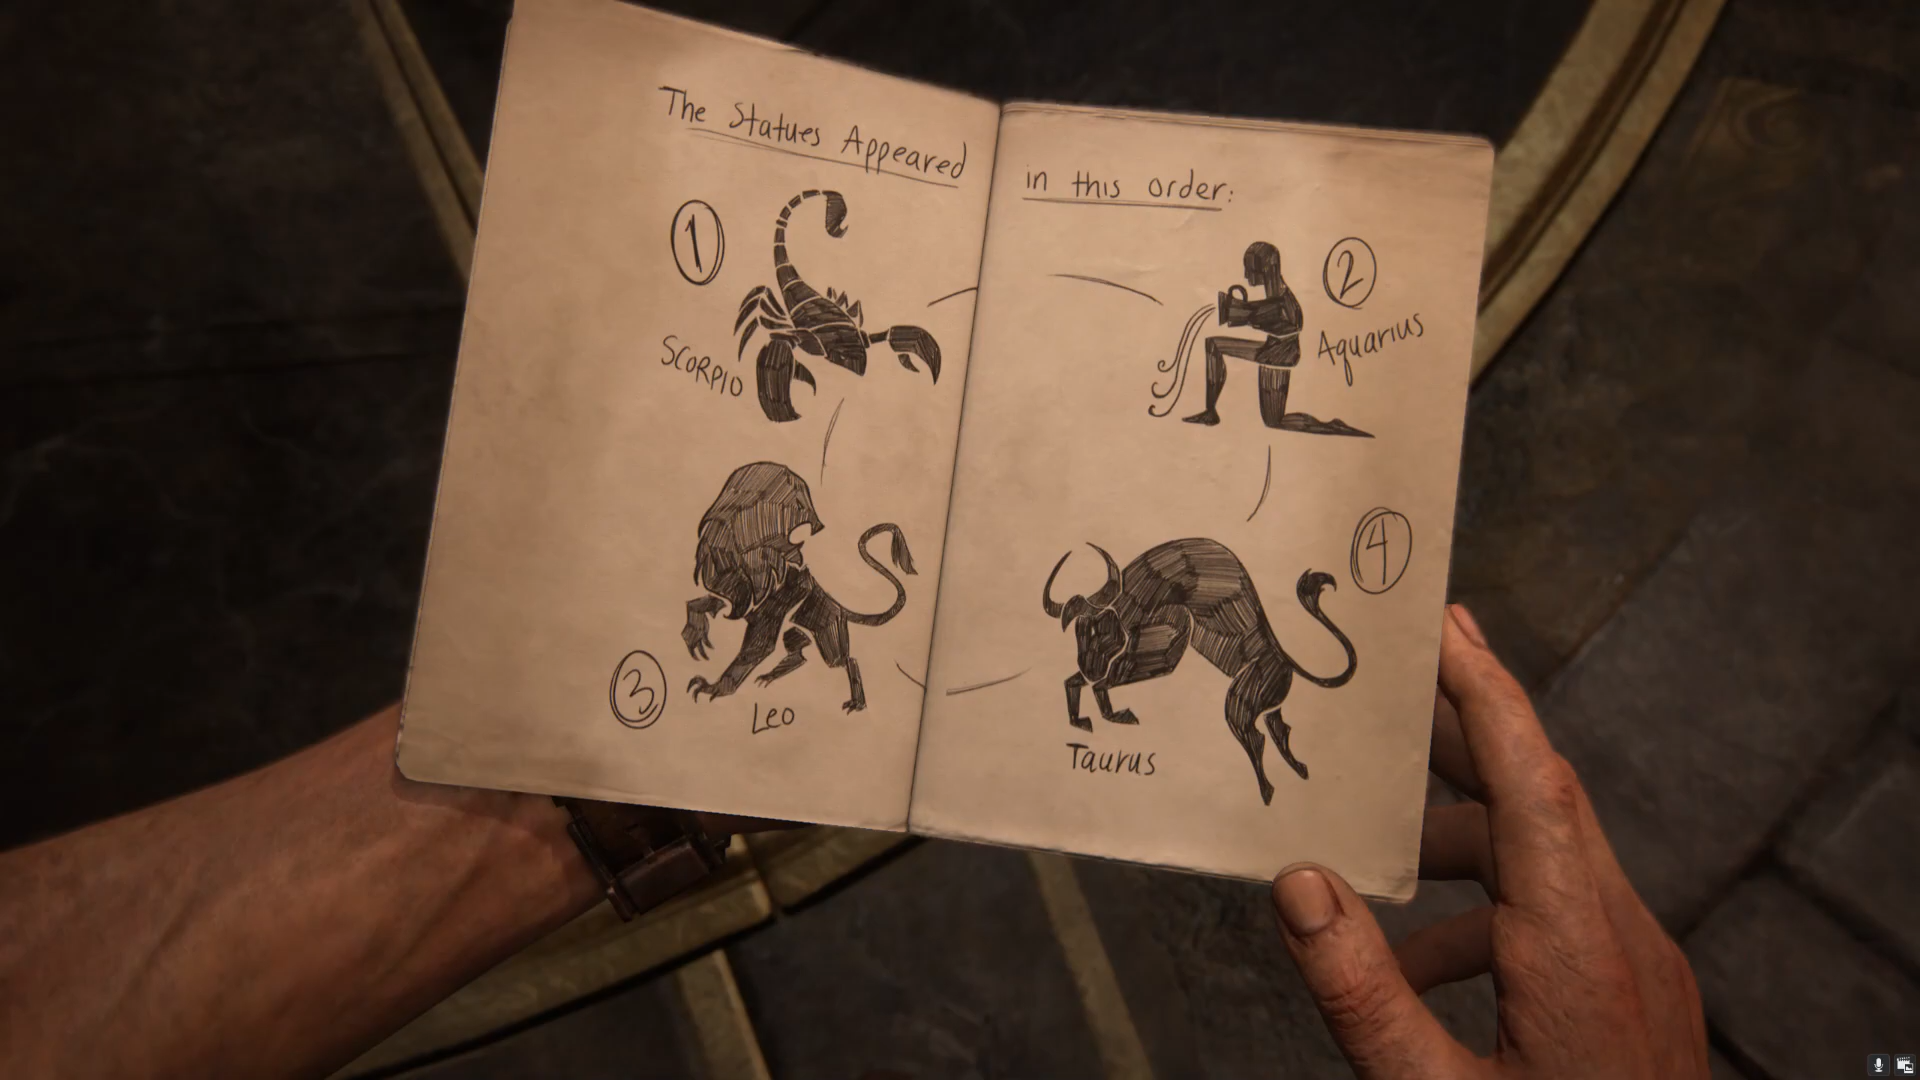 The Statues Appeared
in this order:
1
SCORPIO
2
Aquarius
3
Leo
4
Taurus